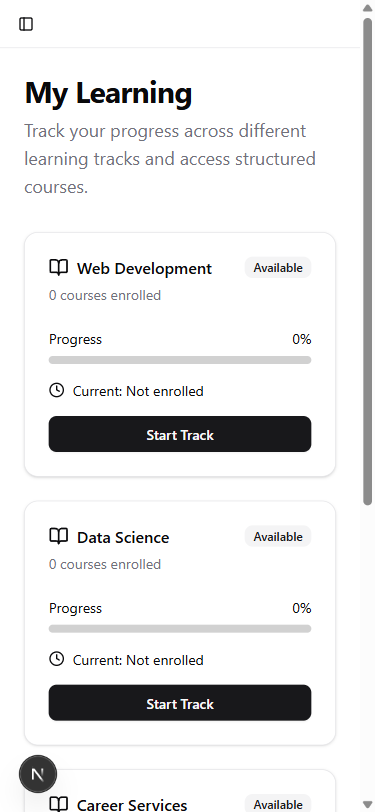 My Learning
Track your progress across different
learning tracks and access structured
courses.
Web Development
Available
0 courses enrolled
Progress
0%
Current: Not enrolled
Start Track
Data Science
Available
0 courses enrolled
Progress
0%
Current: Not enrolled
Start Track
N
Career Services
Available